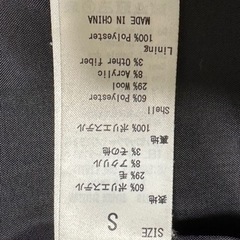 SIZE S
表地
60% ポリエステル
29% 毛
8% アクリル
3% その他
裏地
100% ポリエステル
Shell
60% Polyester
29% Wool
8% Acrylic
3% Other fiber
Lining
100% Polyester
MADE IN CHINA